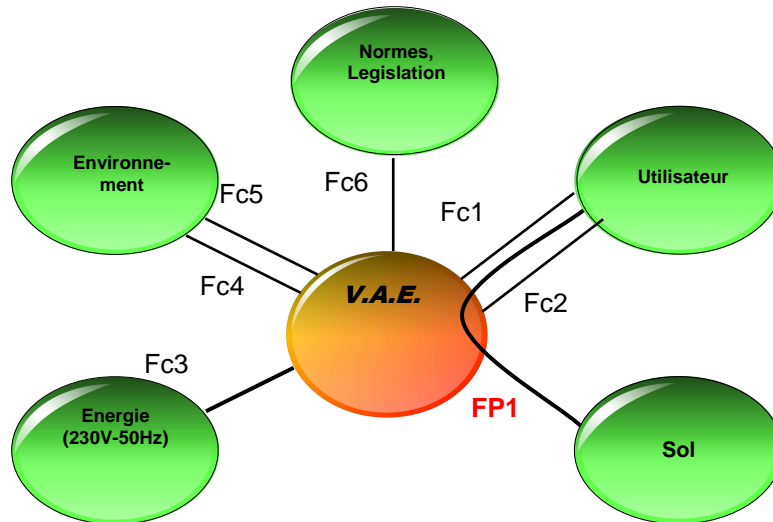 Normes,
Legislation
Environne-
ment
Utilisateur
Fc5
Fc6
Fc1
Fc4
V.A.E.
Fc2
Fc3
FP1
Energie
(230V-50Hz)
Sol